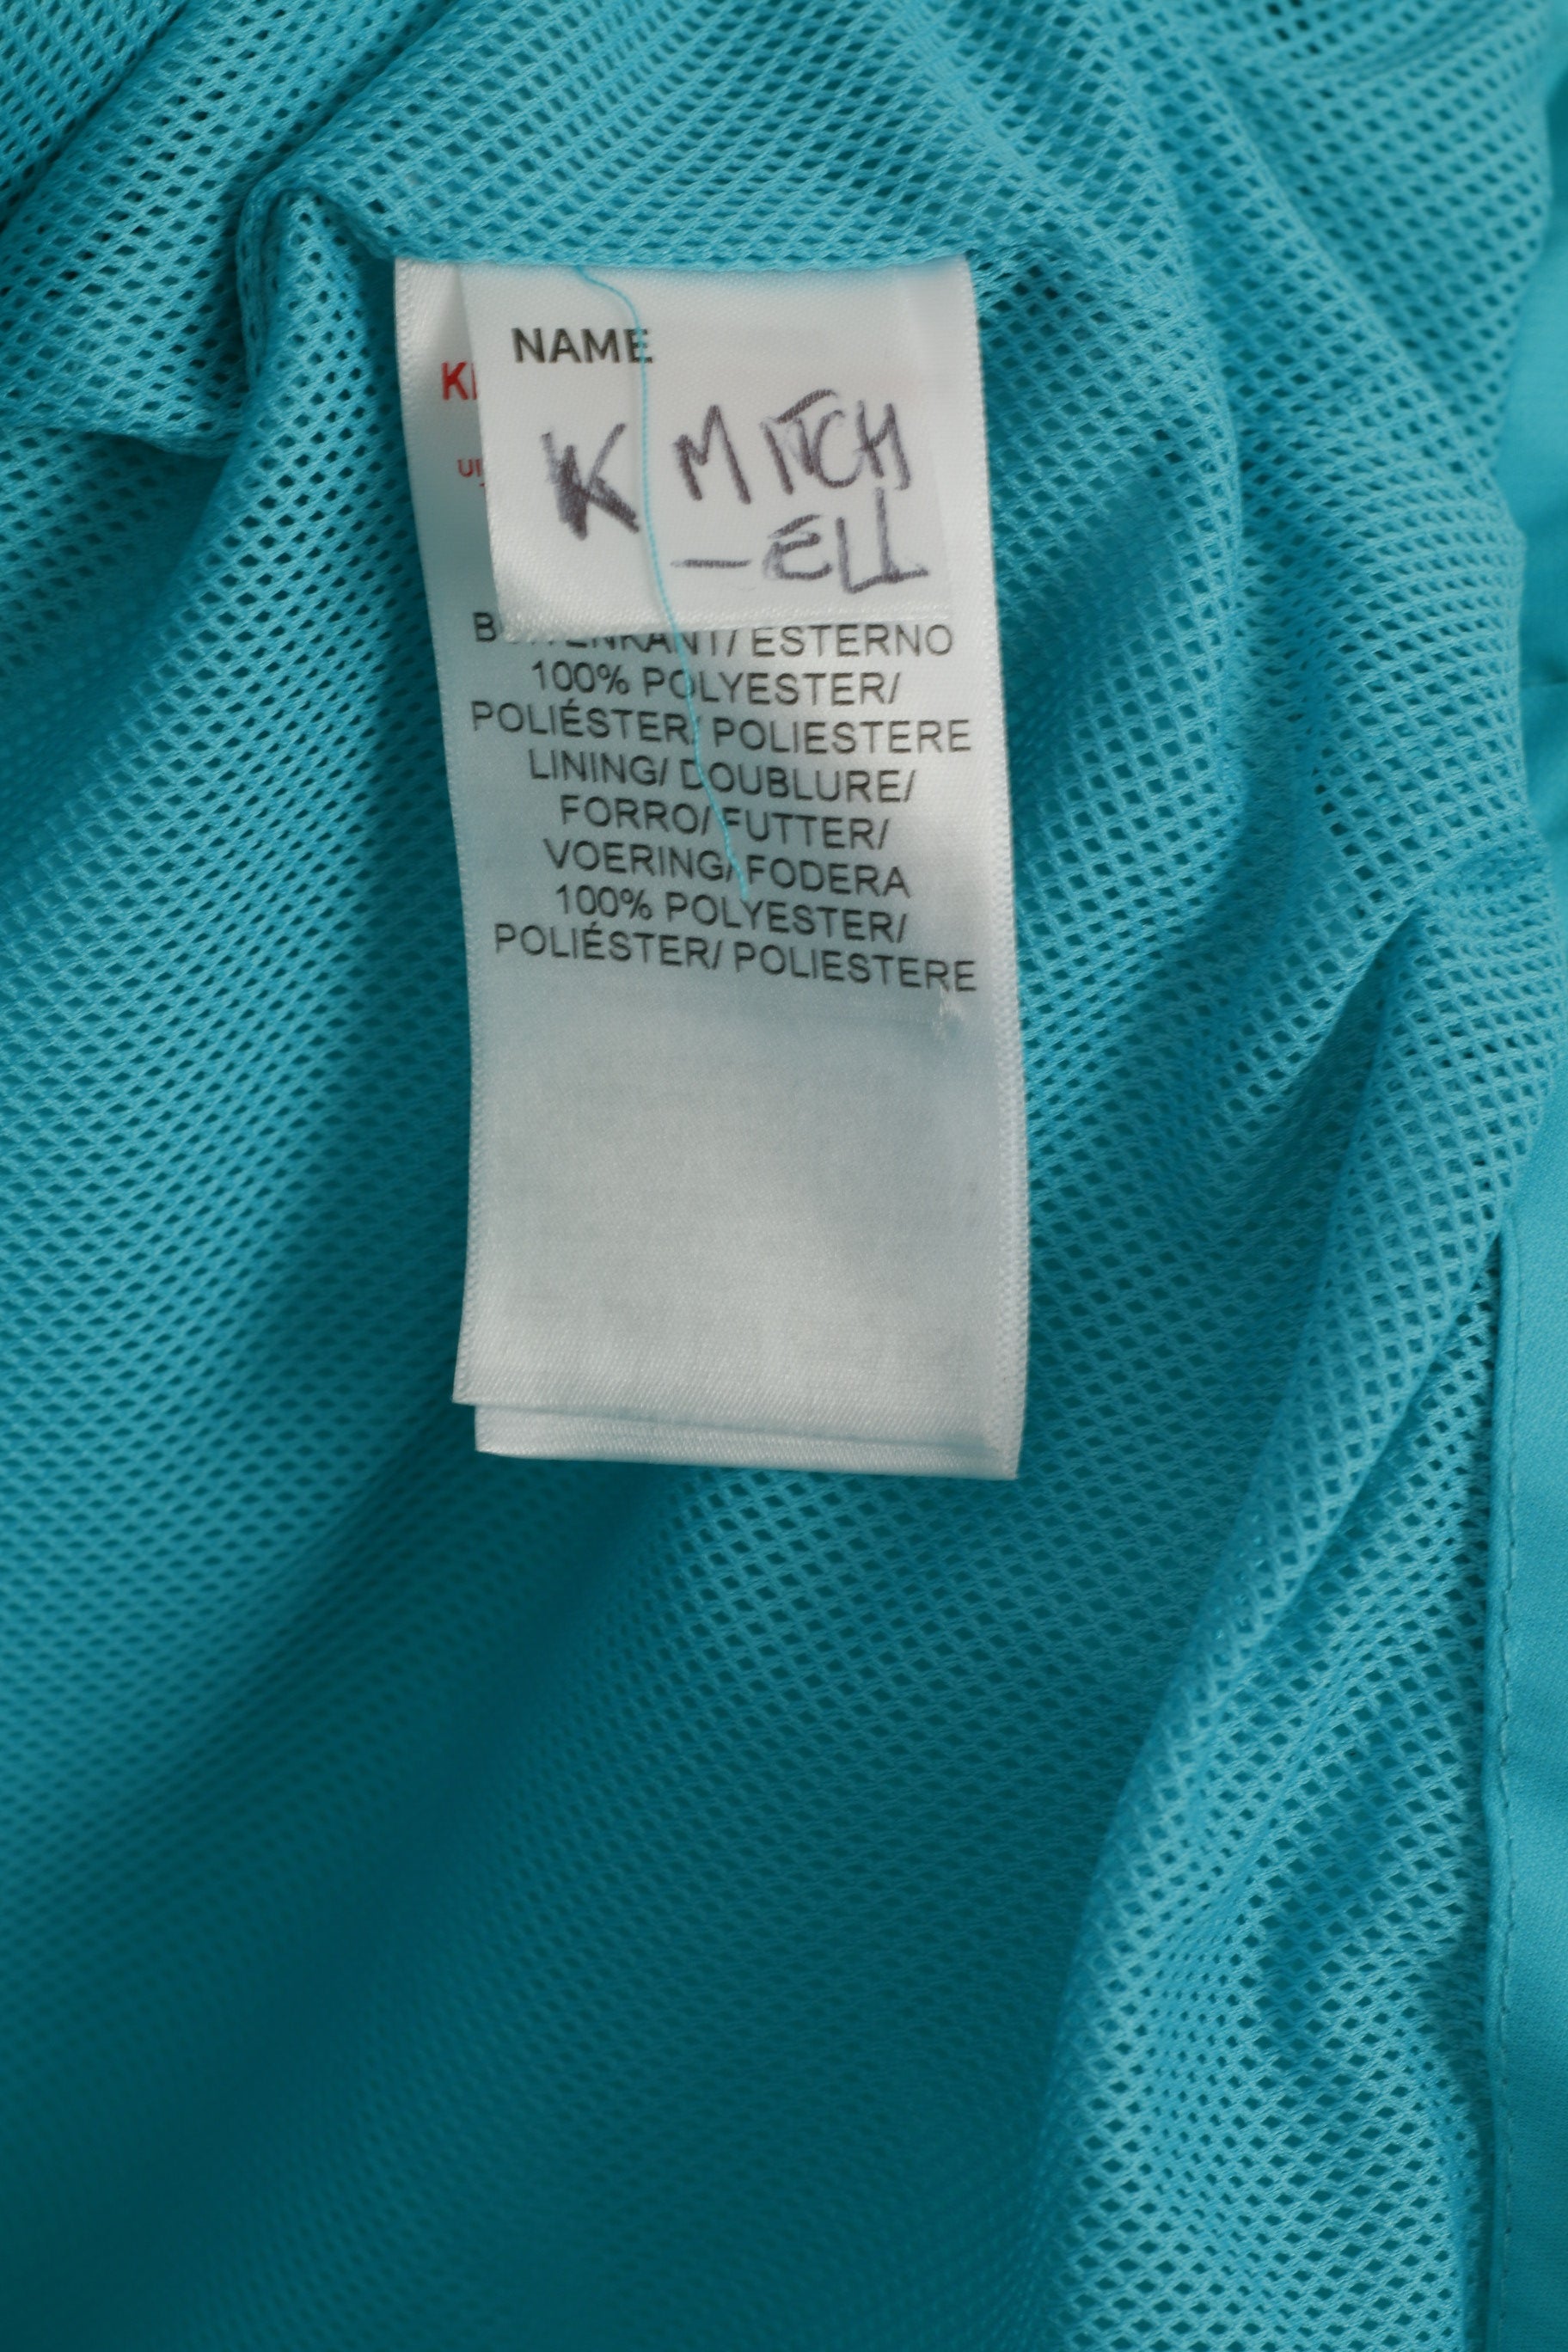 NAME
K MITCH
-ELL
ESTERNO
100% POLYESTER/
POLIÉSTER/ POLIESTERE
LINING/ DOUBLURE/
FORRO/ FUTTER/
VOERING/ FODERA
100% POLYESTER/
POLIÉSTER/ POLIESTERE